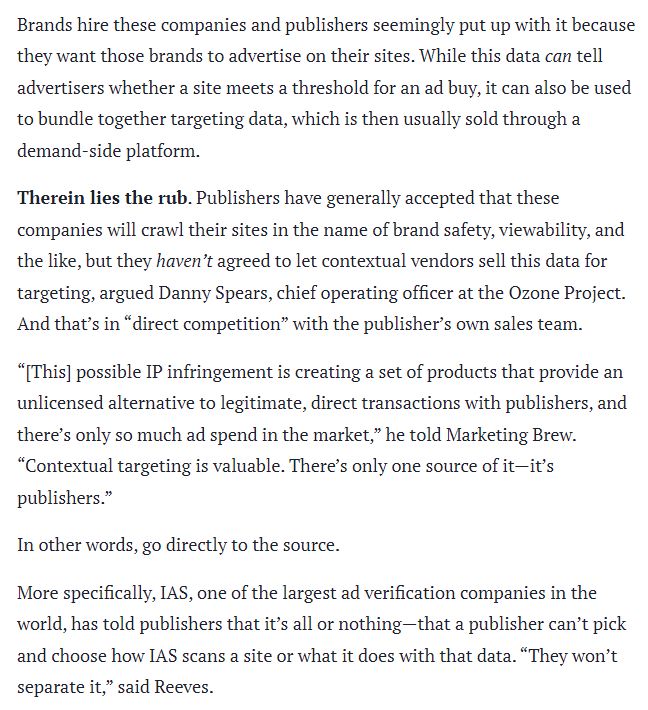 Brands hire these companies and publishers seemingly put up with it because
they want those brands to advertise on their sites. While this data can tell
advertisers whether a site meets a threshold for an ad buy, it can also be used
to bundle together targeting data, which is then usually sold through a
demand-side platform.
Therein lies the rub. Publishers have generally accepted that these
companies will crawl their sites in the name of brand safety, viewability, and
the like, but they haven’t agreed to let contextual vendors sell this data for
targeting, argued Danny Spears, chief operating officer at the Ozone Project.
And that’s in “direct competition” with the publisher’s own sales team.
“[This] possible IP infringement is creating a set of products that provide an
unlicensed alternative to legitimate, direct transactions with publishers, and
there’s only so much ad spend in the market,” he told Marketing Brew.
“Contextual targeting is valuable. There’s only one source of it—it’s
publishers.”
In other words, go directly to the source.
More specifically, IAS, one of the largest ad verification companies in the
world, has told publishers that it’s all or nothing—that a publisher can’t pick
and choose how IAS scans a site or what it does with that data. “They won’t
separate it,” said Reeves.